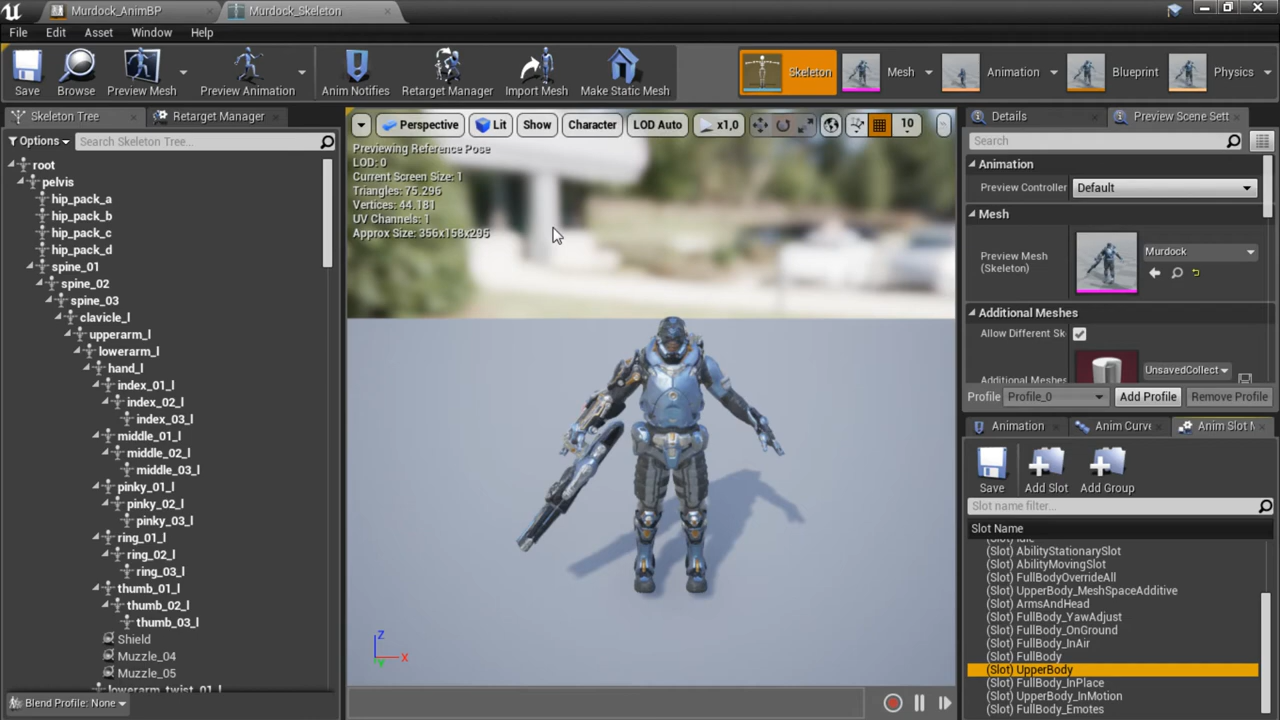 Murdock_AnimBP
Murdock_Skeleton
File Edit Asset Window Help
Save
Browse
Preview Mesh
Preview Animation
Anim Notifies
Retarget Manager
Import Mesh
Make Static Mesh
Skeleton
Mesh
Animation
Blueprint
Physics
Skeleton Tree
Retarget Manager
Options
Search Skeleton Tree...
root
pelvis
hip_pack_a
hip_pack_b
hip_pack_c
hip_pack_d
spine_01
spine_02
spine_03
clavicle_l
upperarm_l
lowerarm_l
hand_l
index_01_l
index_02_l
index_03_l
middle_01_l
middle_02_l
middle_03_l
pinky_01_l
pinky_02_l
pinky_03_l
ring_01_l
ring_02_l
ring_03_l
thumb_01_l
thumb_02_l
thumb_03_l
Shield
Muzzle_04
Muzzle_05
lowerarm_twist_01_l
Blend Profile: None
Perspective
Lit
Show
Character
LOD Auto
x1,0
10
Previewing Reference Pose
LOD: 0
Current Screen Size: 1
Triangles: 75.296
Vertices: 44.181
UV Channels: 1
Approx Size: 356x158x295
Z
X
Y
Details
Preview Scene Sett
Search
Animation
Preview Controller
Default
Mesh
Preview Mesh
(Skeleton)
Murdock
Additional Meshes
Allow Different Sk
Additional Meshes
UnsavedCollect
Profile Profile_0
Add Profile
Remove Profile
Animation
Anim Curve
Anim Slot M
Save
Add Slot
Add Group
Slot name filter...
Slot Name
(Slot) Idle
(Slot) AbilityStationarySlot
(Slot) AbilityMovingSlot
(Slot) FullBodyOverrideAll
(Slot) UpperBody_MeshSpaceAdditive
(Slot) ArmsAndHead
(Slot) FullBody_YawAdjust
(Slot) FullBody_OnGround
(Slot) FullBody_InAir
(Slot) FullBody
(Slot) UpperBody
(Slot) FullBody_InPlace
(Slot) UpperBody_InMotion
(Slot) FullBody_Emotes